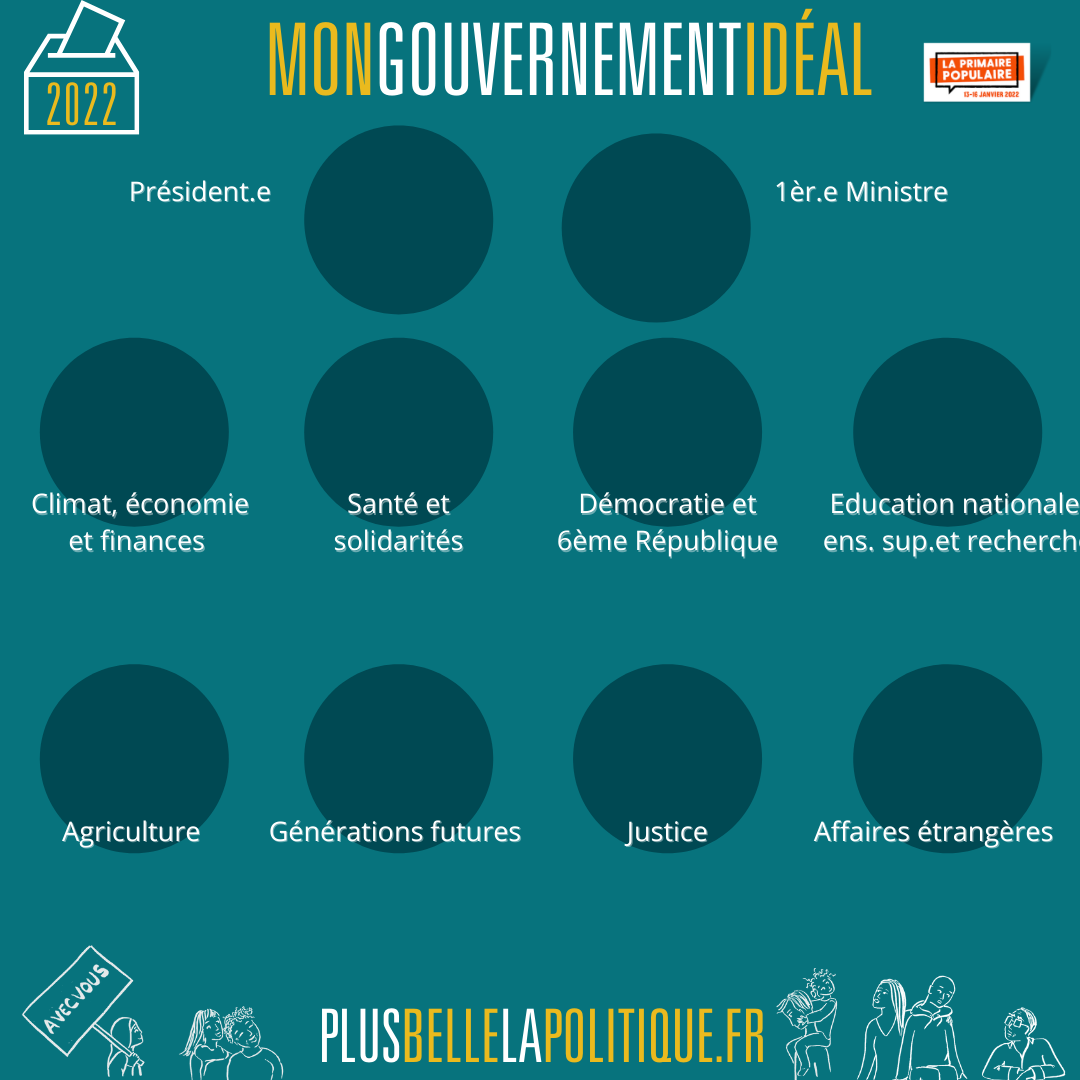 2022
MONGOUVERNEMENTIDÉAL
LA PRIMAIRE
POPULAIRE
13-16 JANVIER 2022
Président.e
1èr.e Ministre
Climat, économie
et finances
Santé et
solidarités
Démocratie et
6ème République
Education nationale
ens. sup.et recherche
Agriculture
Générations futures
Justice
Affaires étrangères
AVEC VOUS
PLUSBELLELAPOLITIQUE.FR